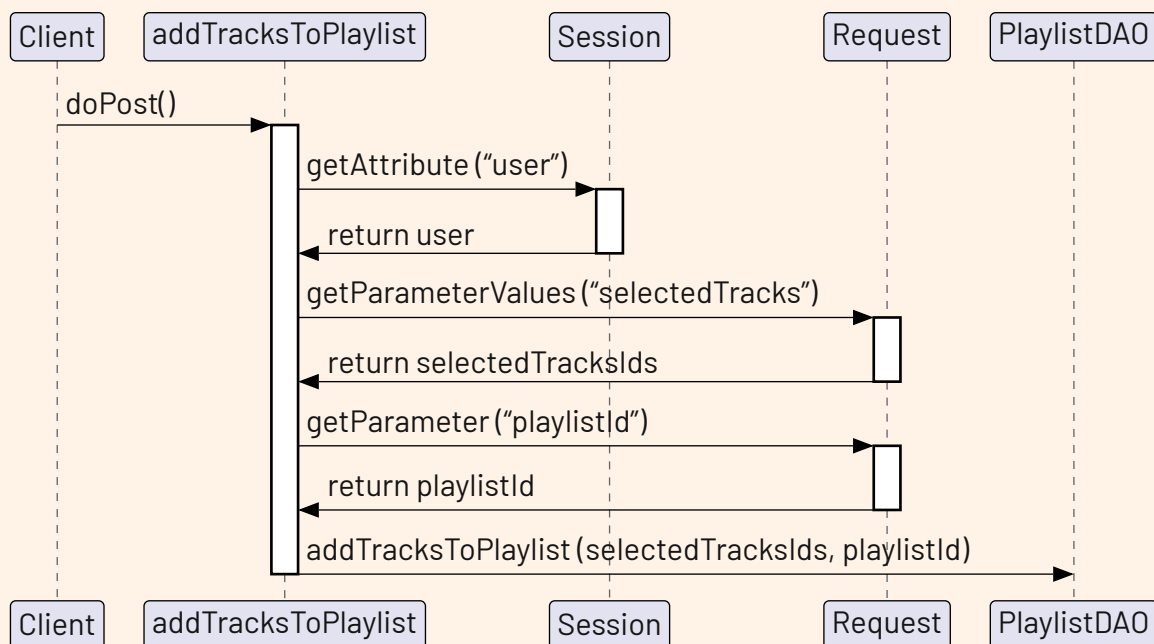 Client addTracksToPlaylist Session Request PlaylistDAO
doPost()
getAttribute (“user”)
return user
getParameterValues (“selectedTracks”)
return selectedTracksIds
getParameter (“playlistId”)
return playlistId
addTracksToPlaylist (selectedTracksIds, playlistId)
Client addTracksToPlaylist Session Request PlaylistDAO